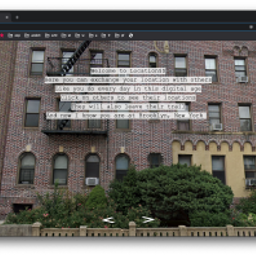 Welcome to Locations!
Here you can exchange your location with others
Like you do every day in this digital age
Click on others to see their locations
They will also leave their trail
And now I know you are at Brooklyn, New York
< >